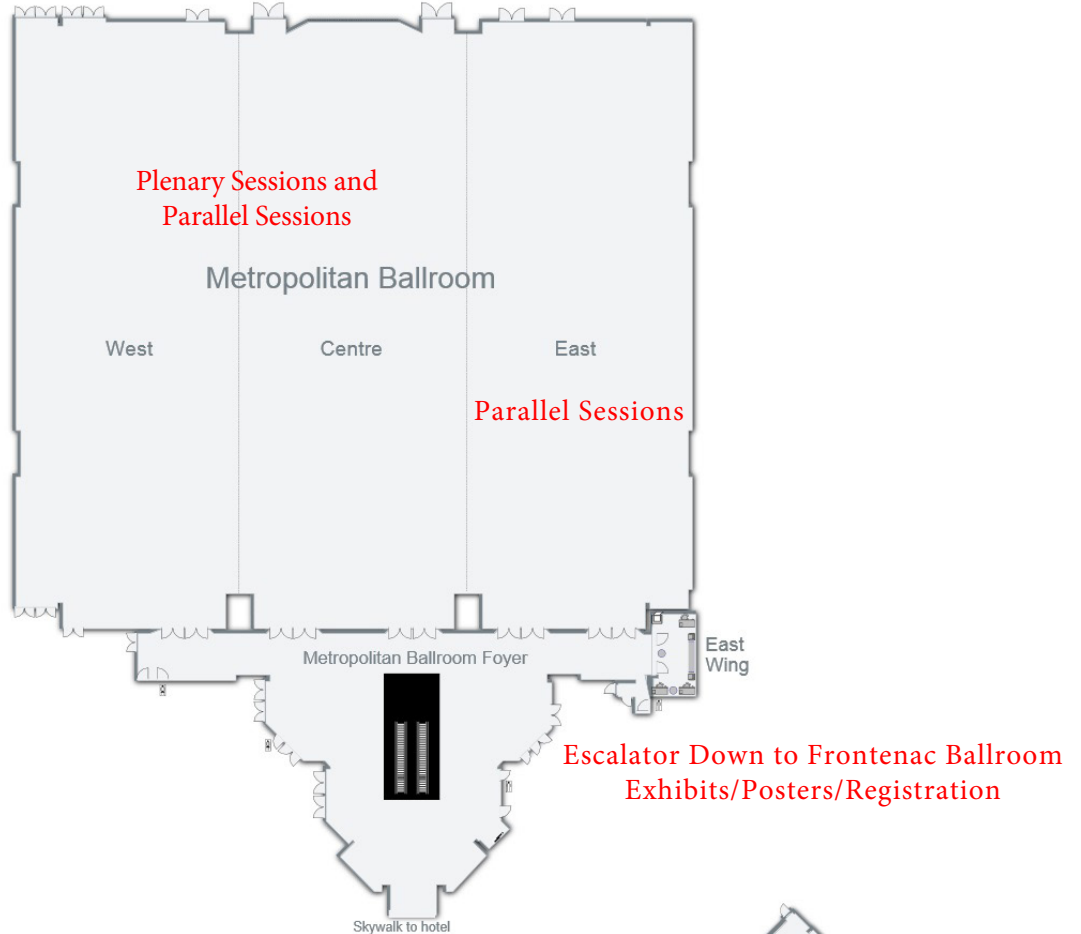 Plenary Sessions and
Parallel Sessions
Metropolitan Ballroom
West
Centre
East
Parallel Sessions
Metropolitan Ballroom Foyer
East
Wing
Escalator Down to Frontenac Ballroom
Exhibits/Posters/Registration
Skywalk to hotel